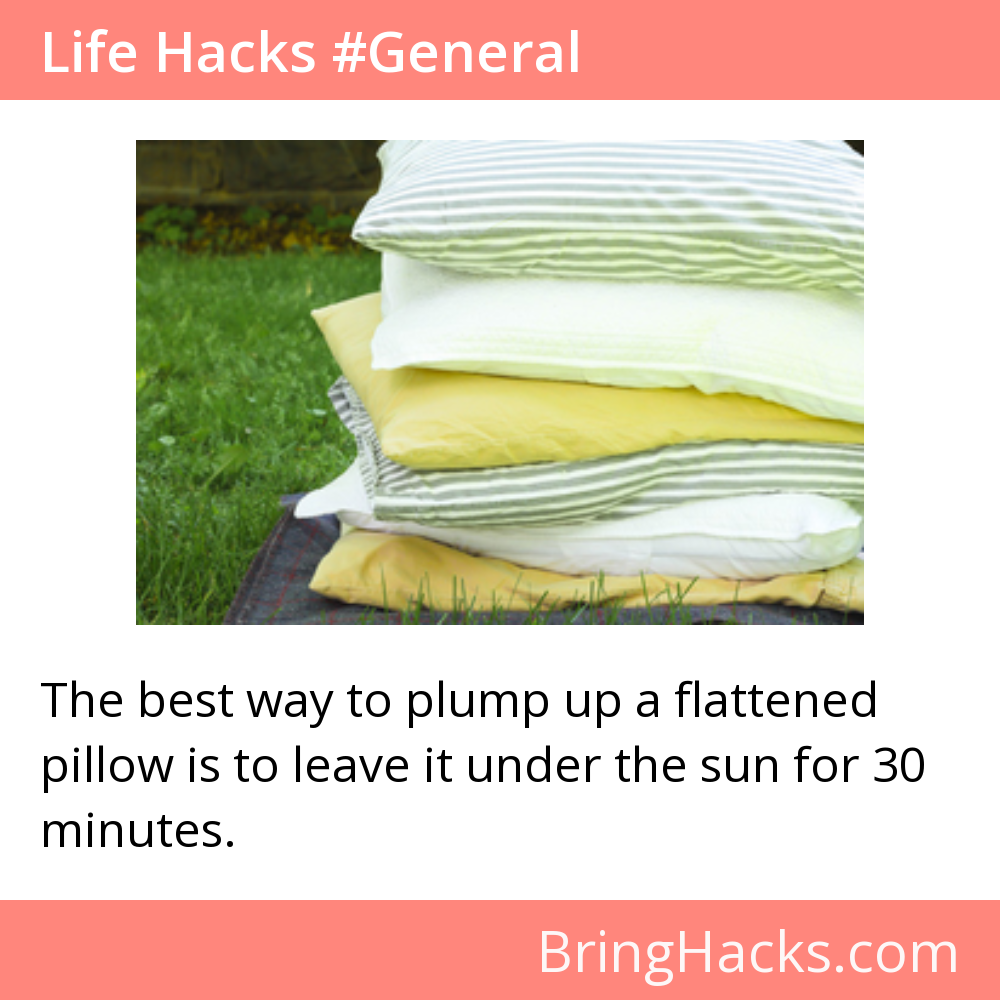 Life Hacks #General
The best way to plump up a flattened
pillow is to leave it under the sun for 30
minutes.
BringHacks.com